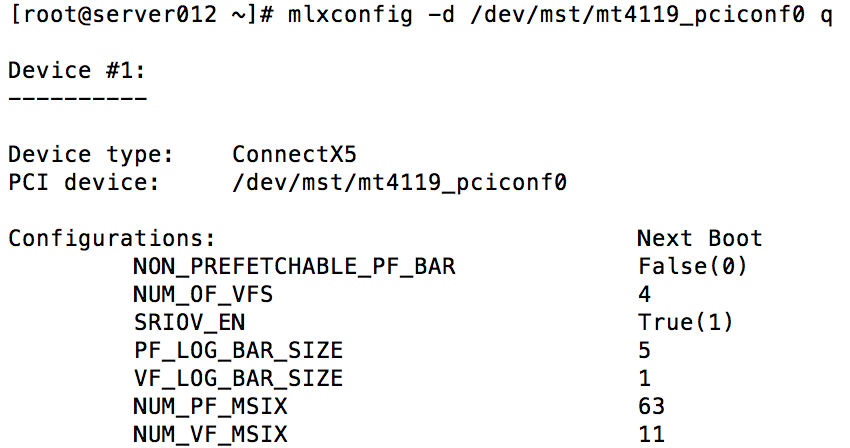 [root@server012 ~]# mlxconfig -d /dev/mst/mt4119_pciconf0 q
Device #1:
----------
Device type: ConnectX5
PCI device: /dev/mst/mt4119_pciconf0
Configurations: Next Boot
NON_PREFETCHABLE_PF_BAR False(0)
NUM_OF_VFS 4
SRIOV_EN True(1)
PF_LOG_BAR_SIZE 5
VF_LOG_BAR_SIZE 1
NUM_PF_MSIX 63
NUM_VF_MSIX 11